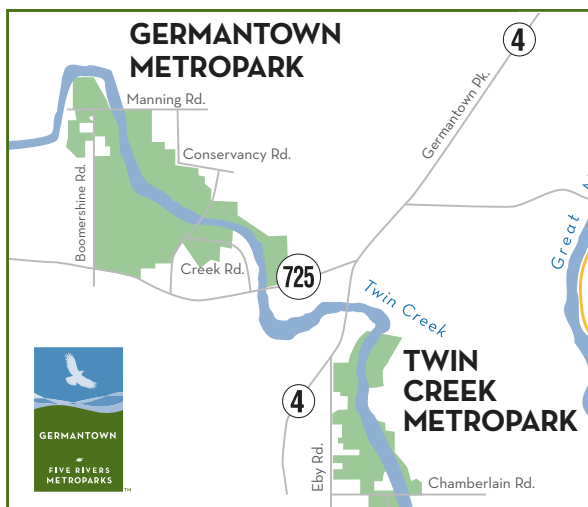 GERMANTOWN
METROPARK
4
Manning Rd.
Germantown Pk.
Conservancy Rd.
Boomershine Rd.
Great
Creek Rd.
725
Twin Creek
TWIN
CREEK
METROPARK
4
GERMANTOWN
FIVE RIVERS
METROPARKS
TM
Eby Rd.
Chamberlain Rd.